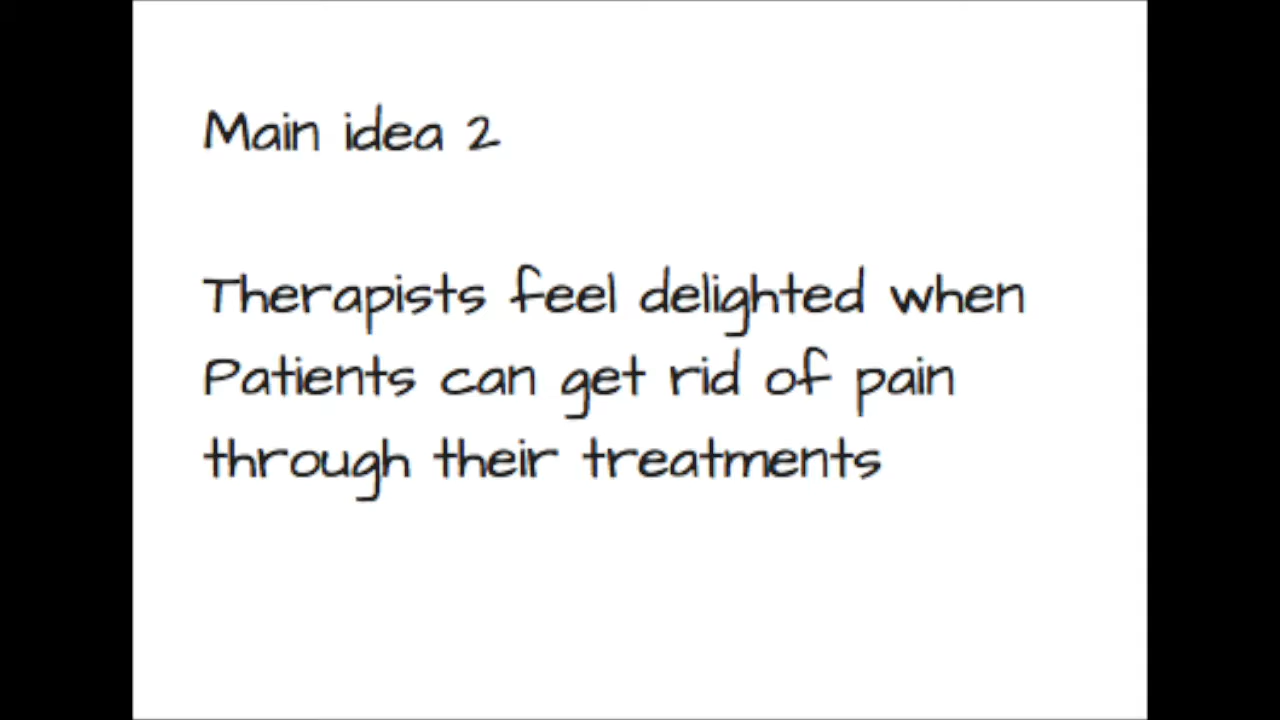 Main idea 2
Therapists feel delighted when
Patients can get rid of pain
through their treatments